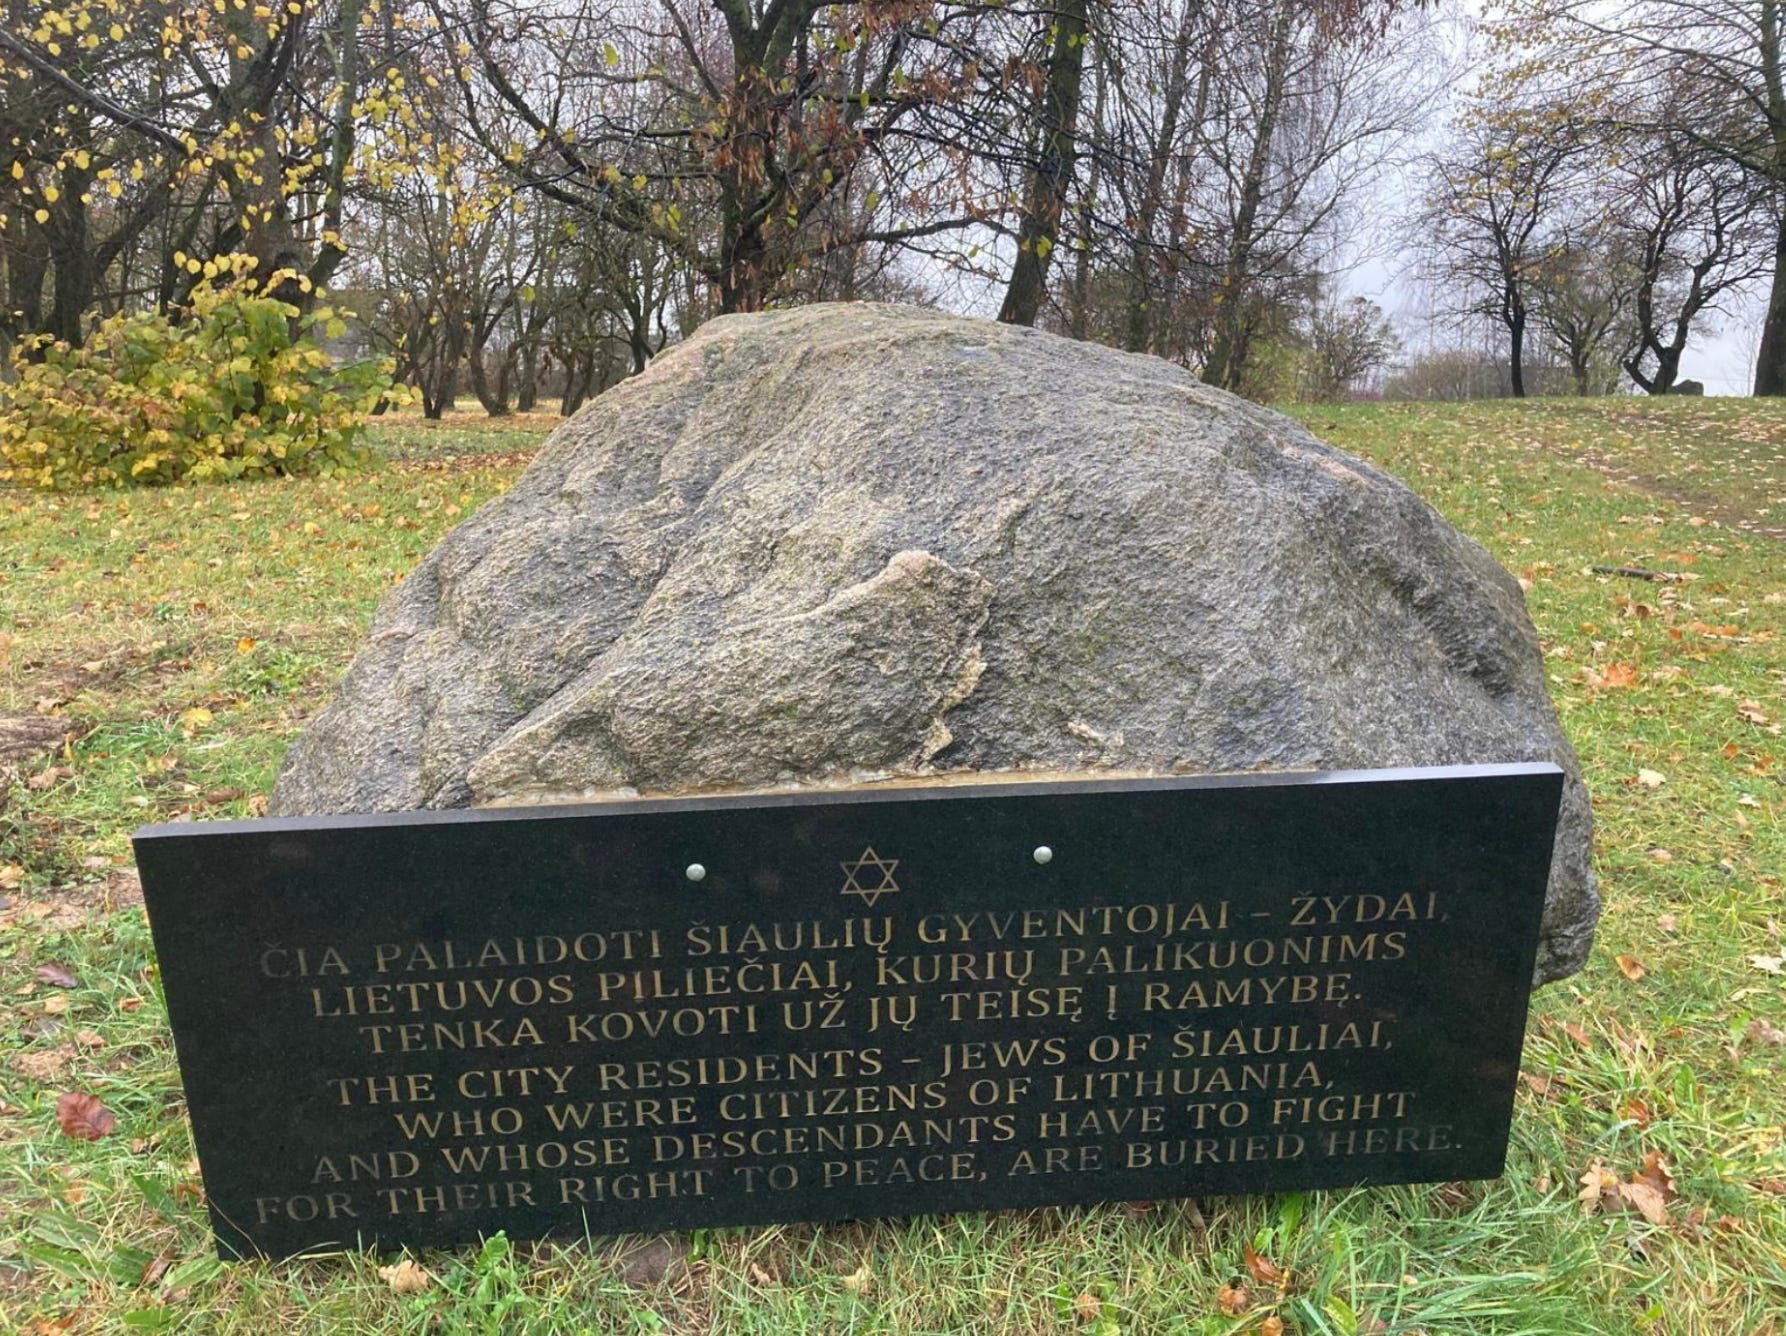 ČIA PALAIDOTI ŠIAULIŲ GYVENTOJAI – ŽYDAI,
LIETUVOS PILIEČIAI, KURIŲ PALIKUONIMS
TENKA KOVOTI UŽ JŲ TEISĘ Į RAMYBĘ.
THE CITY RESIDENTS – JEWS OF ŠIAULIAI,
WHO WERE CITIZENS OF LITHUANIA,
AND WHOSE DESCENDANTS HAVE TO FIGHT
FOR THEIR RIGHT TO PEACE, ARE BURIED HERE.